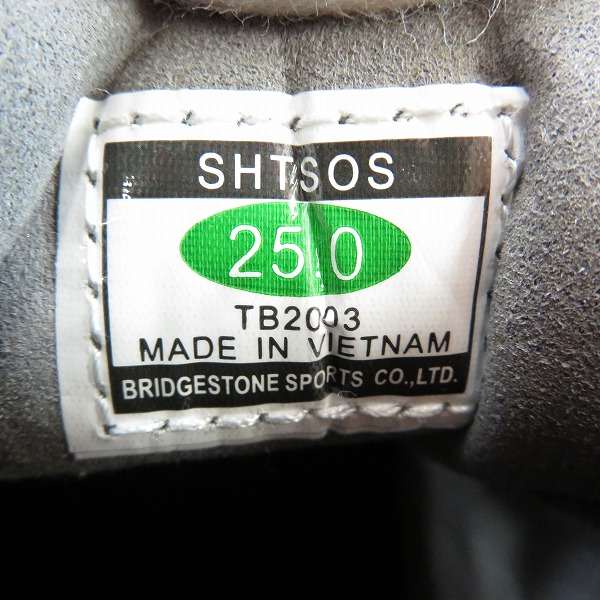 SHTSOS
25.0
TB2003
MADE IN VIETNAM
BRIDGESTONE SPORTS CO.,LTD.